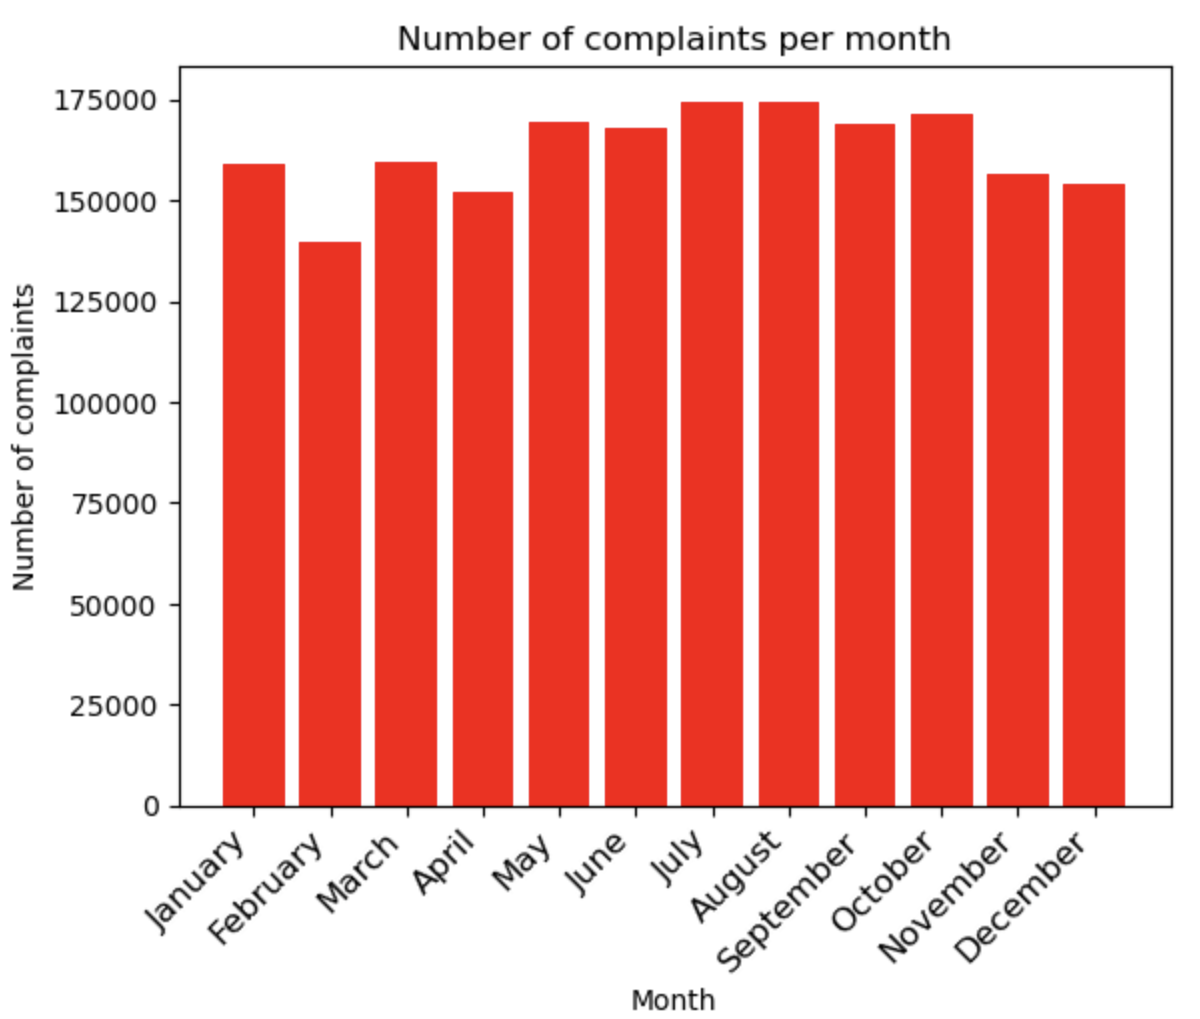 Number of complaints per month
Number of complaints
175000
150000
125000
100000
75000
50000
25000
0
January
February
March
April
May
June
July
August
September
October
November
December
Month